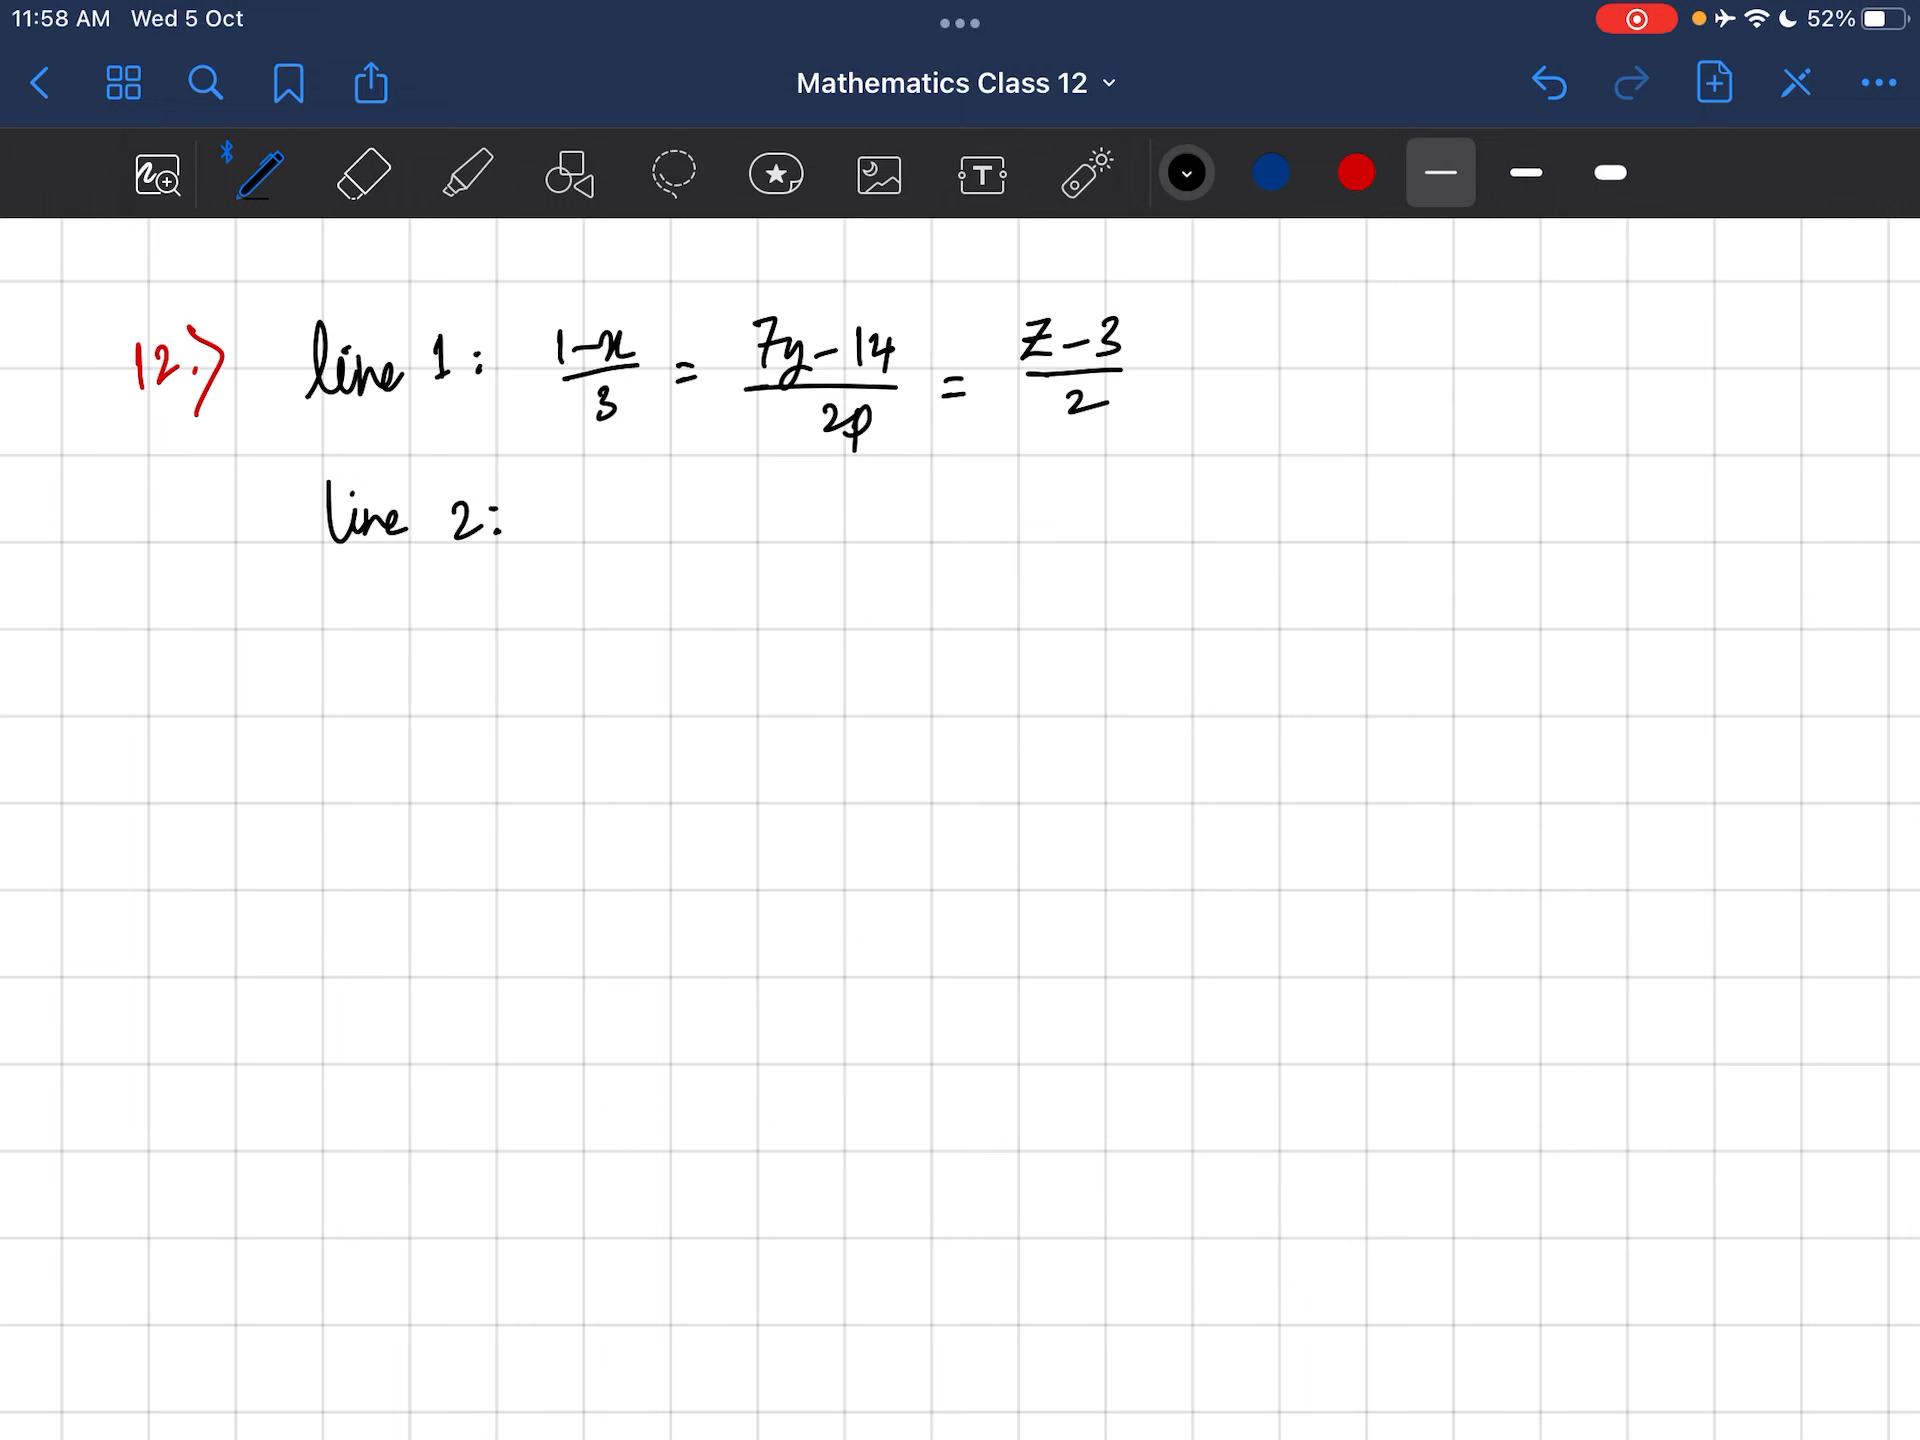 11:58 AM Wed 5 Oct
52%
Mathematics Class 12
12.) line 1: (1-x)/3 = (7y-14)/2p = (z-3)/2
line 2: